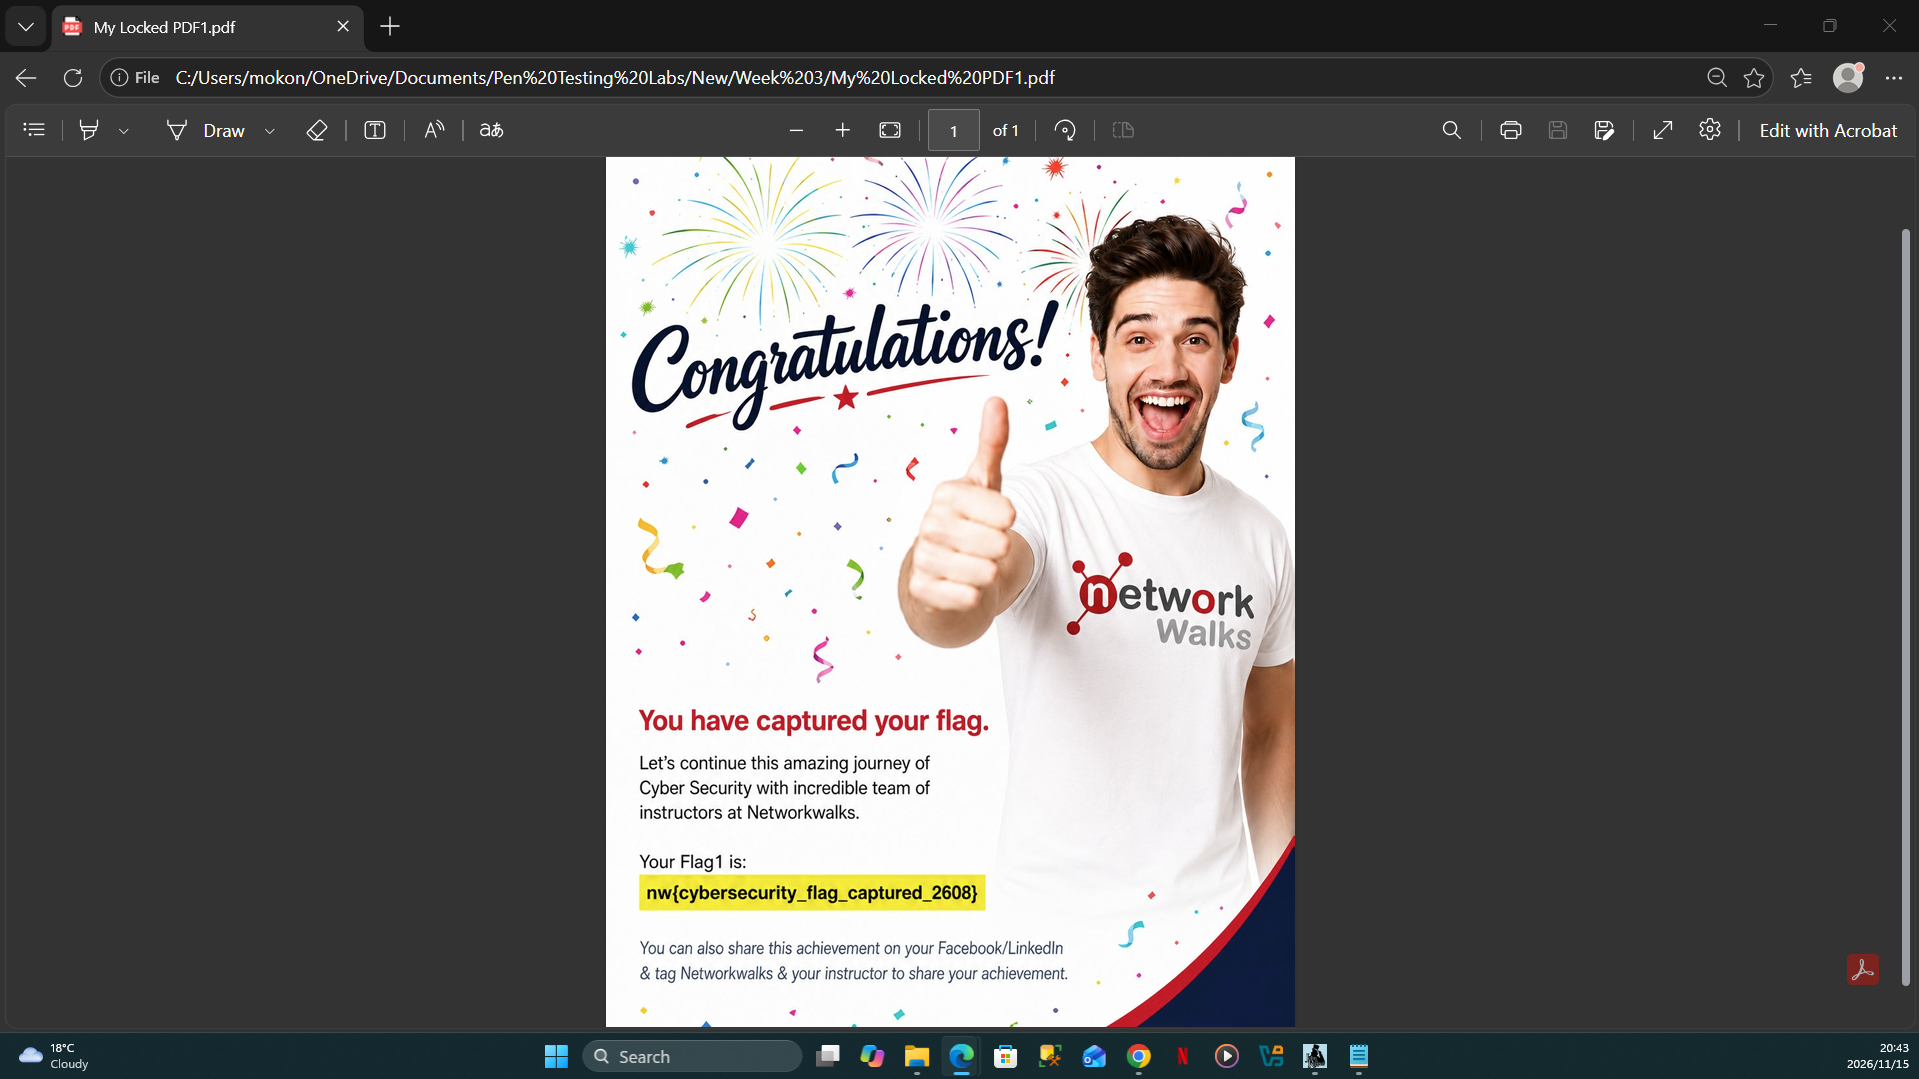 My Locked PDF1.pdf
File C:/Users/mokon/OneDrive/Documents/Pen%20Testing%20Labs/New/Week%203/My%20Locked%20PDF1.pdf
Draw
aあ
1 of 1
Edit with Acrobat
Congratulations!
network
Walks
You have captured your flag.
Let's continue this amazing journey of
Cyber Security with incredible team of
instructors at Networkwalks.
Your Flag1 is:
nw{cybersecurity_flag_captured_2608}
You can also share this achievement on your Facebook/LinkedIn
& tag Networkwalks & your instructor to share your achievement.
18°C
Cloudy
Search
20:43
2026/11/15